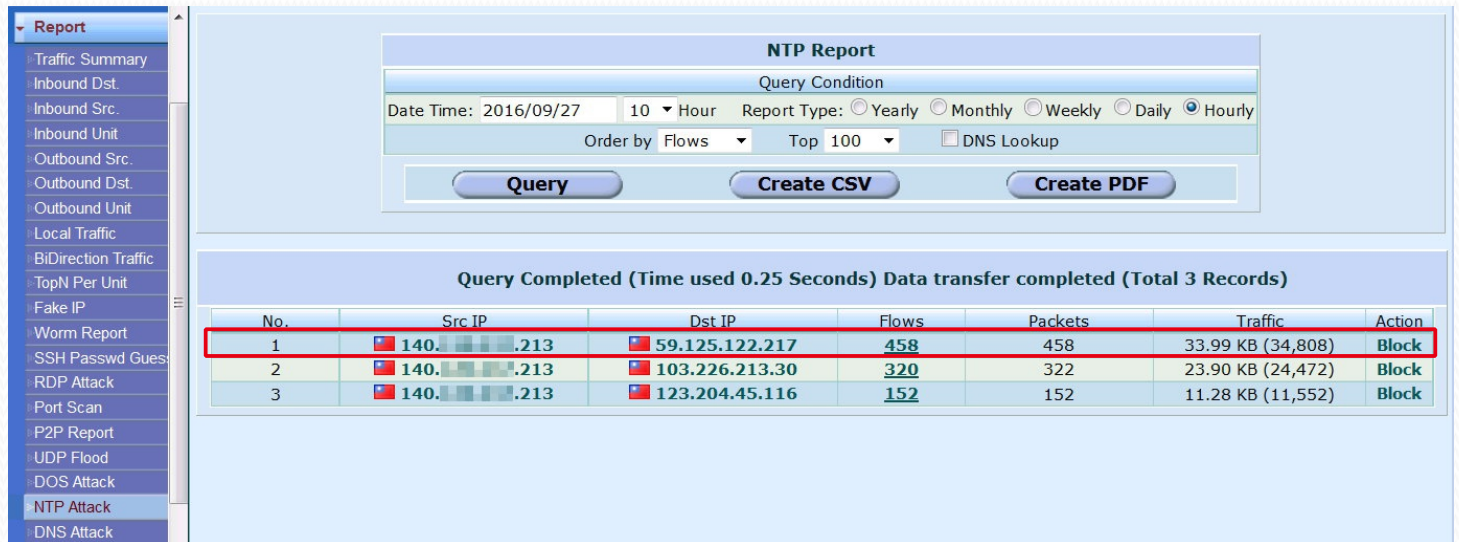 Report
Traffic Summary
Inbound Dst.
Inbound Src.
Inbound Unit
Outbound Src.
Outbound Dst.
Outbound Unit
Local Traffic
BiDirection Traffic
TopN Per Unit
Fake IP
Worm Report
SSH Passwd Gues
RDP Attack
Port Scan
P2P Report
UDP Flood
DOS Attack
NTP Attack
DNS Attack
NTP Report
Query Condition
Date Time: 2016/09/27 10 Hour Report Type: Yearly Monthly Weekly Daily Hourly
Order by Flows Top 100 DNS Lookup
Query Create CSV Create PDF
Query Completed (Time used 0.25 Seconds) Data transfer completed (Total 3 Records)
No. Src IP Dst IP Flows Packets Traffic Action
1 140. .213 59.125.122.217 458 458 33.99 KB (34,808) Block
2 140. .213 103.226.213.30 320 322 23.90 KB (24,472) Block
3 140. .213 123.204.45.116 152 152 11.28 KB (11,552) Block